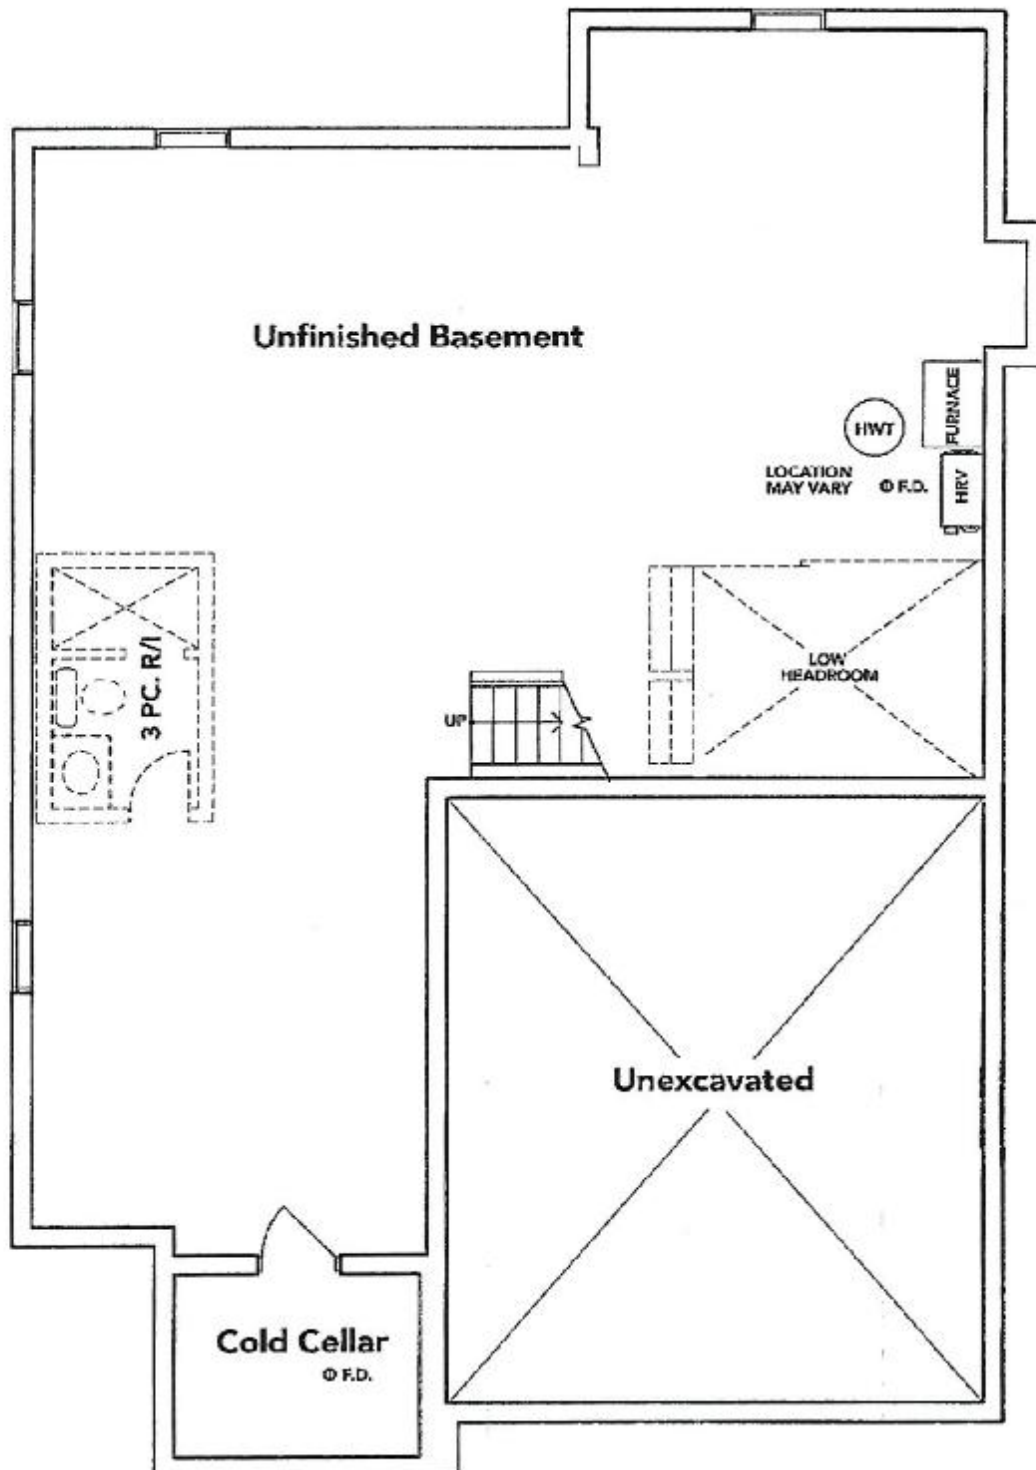 Unfinished Basement
FURNACE
HWT
LOCATION
MAY VARY
F.D.
HRV
3 PC. R/I
LOW
HEADROOM
UP
Unexcavated
Cold Cellar
F.D.